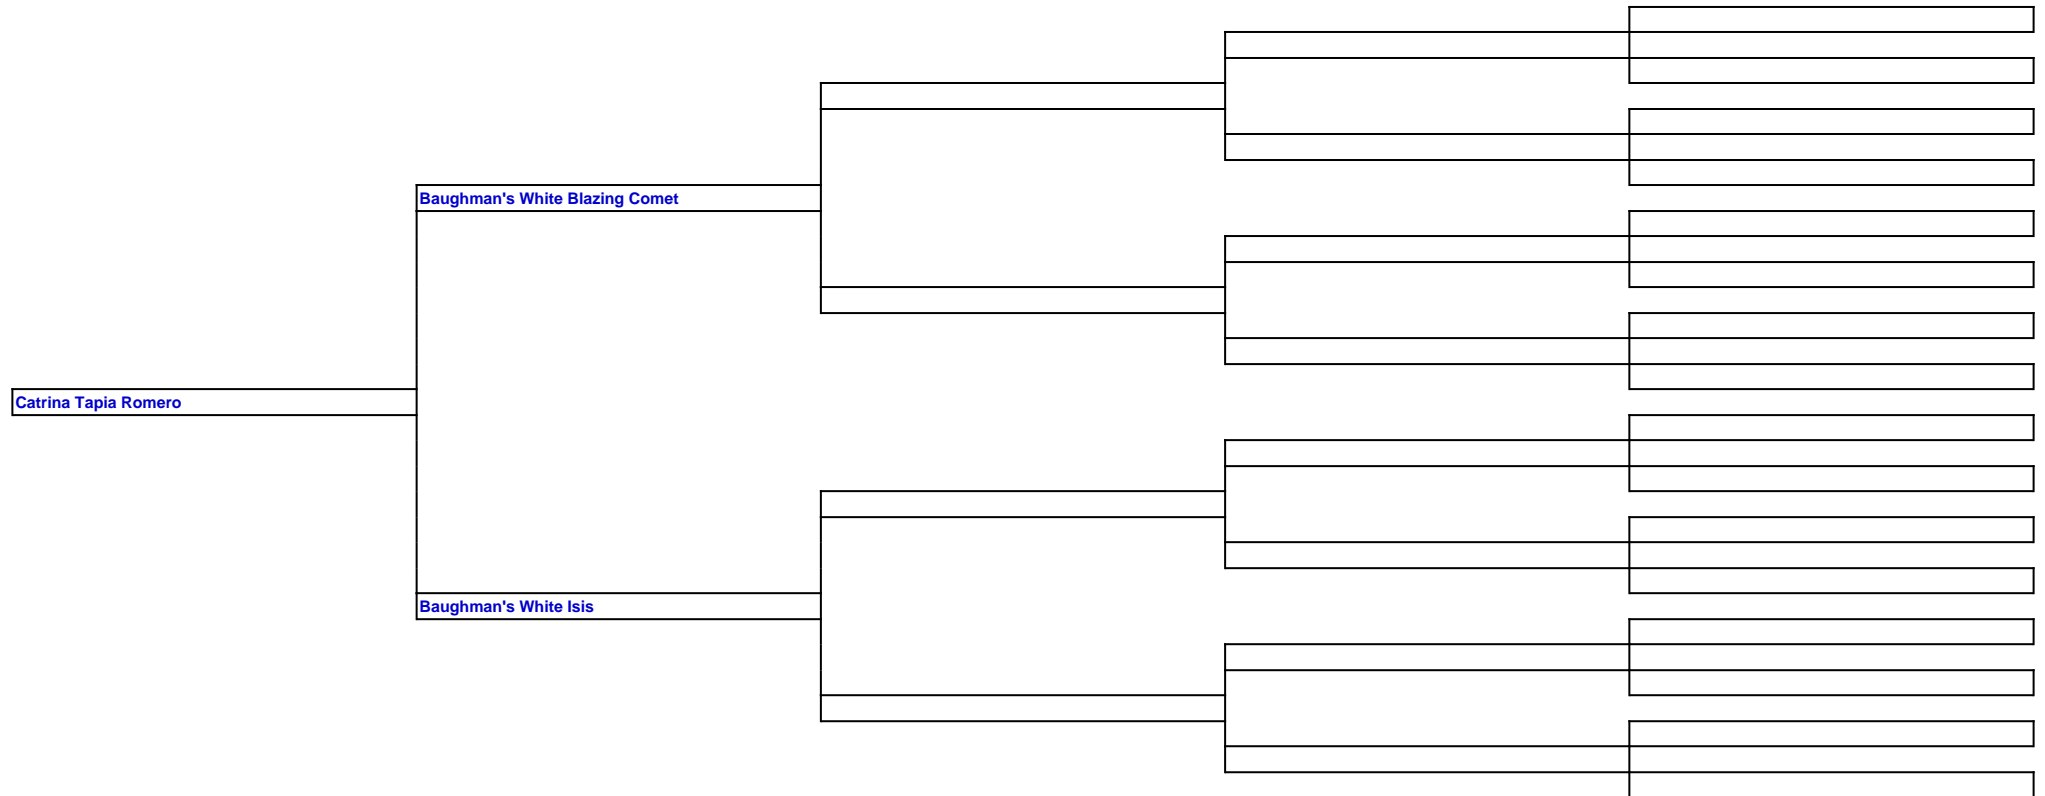 Baughman's White Blazing Comet
Catrina Tapia Romero
Baughman's White Isis